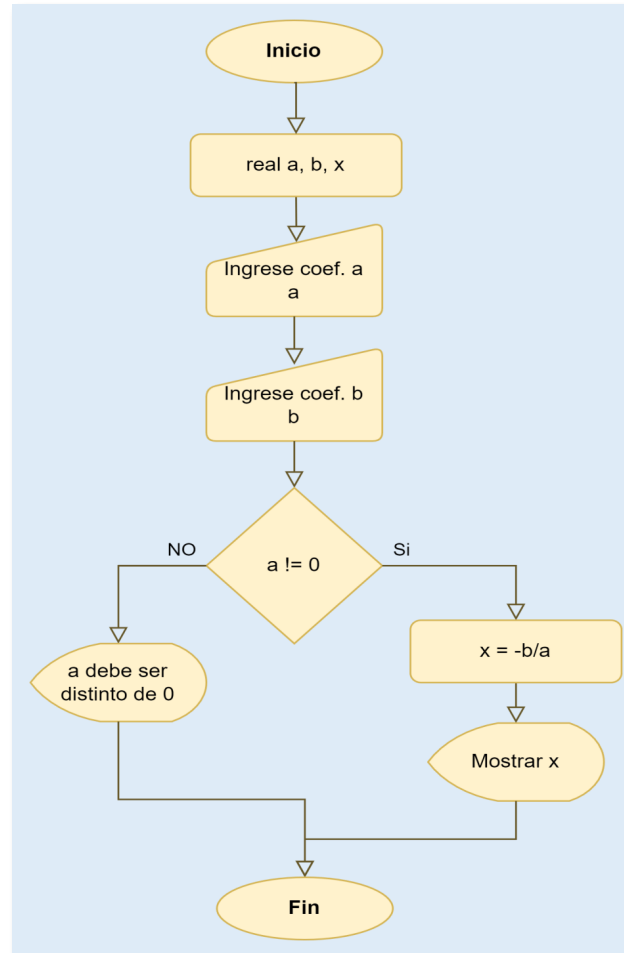 Inicio
real a, b, x
Ingrese coef. a
a
Ingrese coef. b
b
a != 0
NO
Si
a debe ser
distinto de 0
x = -b/a
Mostrar x
Fin